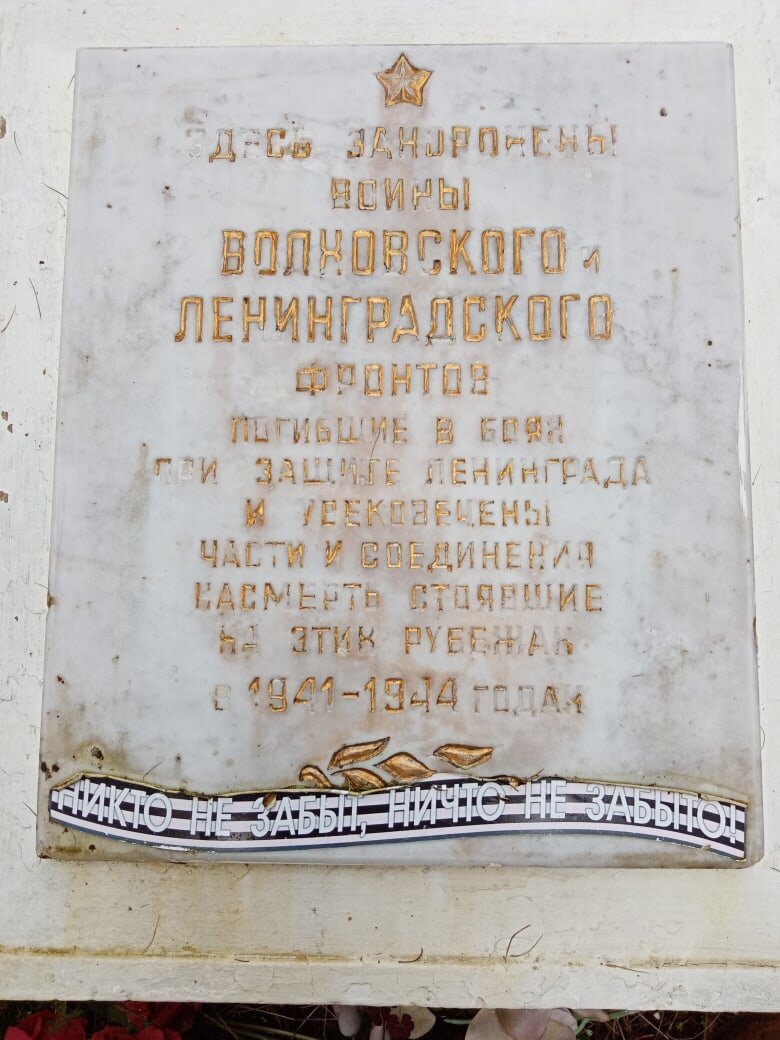 ЗДЕСЬ ЗАХОРОНЕНЫ
ВОИНЫ
ВОЛХОВСКОГО и
ЛЕНИНГРАДСКОГО
ФРОНТОВ
ПОГИБШИЕ В БОЯХ
ПРИ ЗАЩИТЕ ЛЕНИНГРАДА
И УВЕКОВЕЧЕНЫ
ЧАСТИ И СОЕДИНЕНИЯ
НАСМЕРТЬ СТОЯВШИЕ
НА ЭТИХ РУБЕЖАХ
В 1941-1944 ГОДАХ
НИКТО НЕ ЗАБЫТ, НИЧТО НЕ ЗАБЫТО!